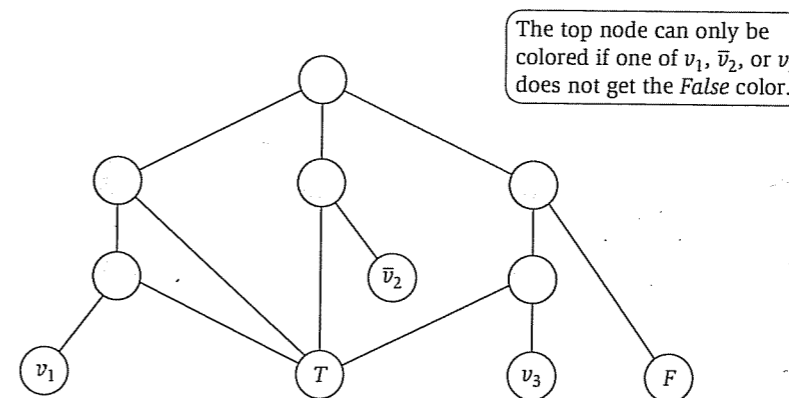 The top node can only be
colored if one of v₁, v̅₂, or v
does not get the False color.
v̅₂
v₁
T
v₃
F